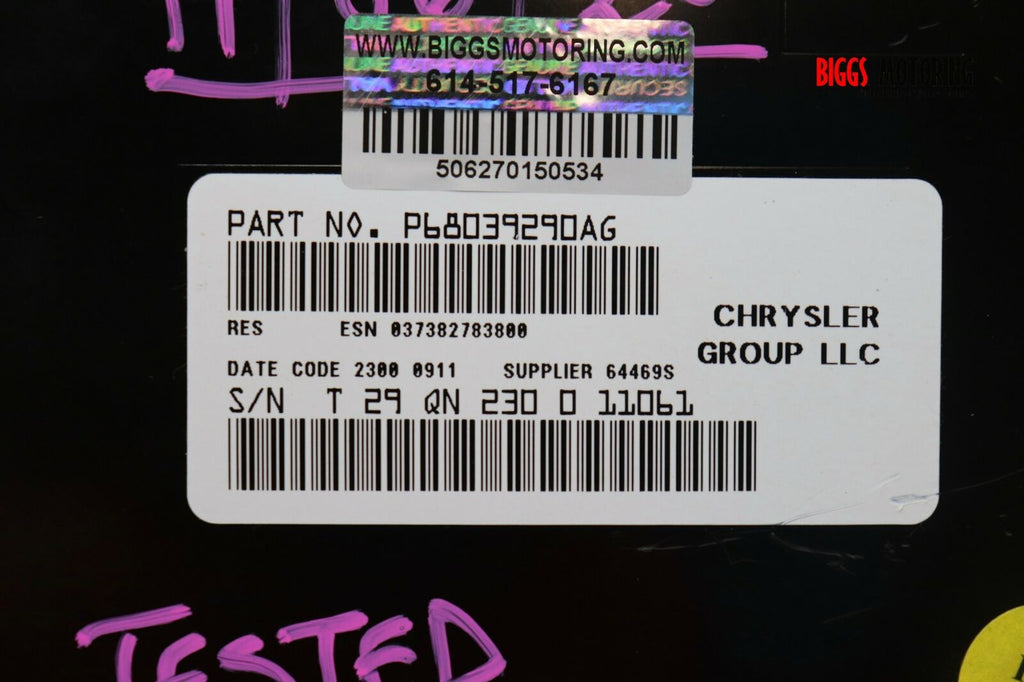 WWW.BIGGSMOTORING.COM
614-517-6167
506270150534
BIGGS MOTORING
PART NO. P68039290AG
RES ESN 037382783800
DATE CODE 2300 0911 SUPPLIER 64469S
S/N T 29 QN 230 0 11061
CHRYSLER
GROUP LLC
TESTED